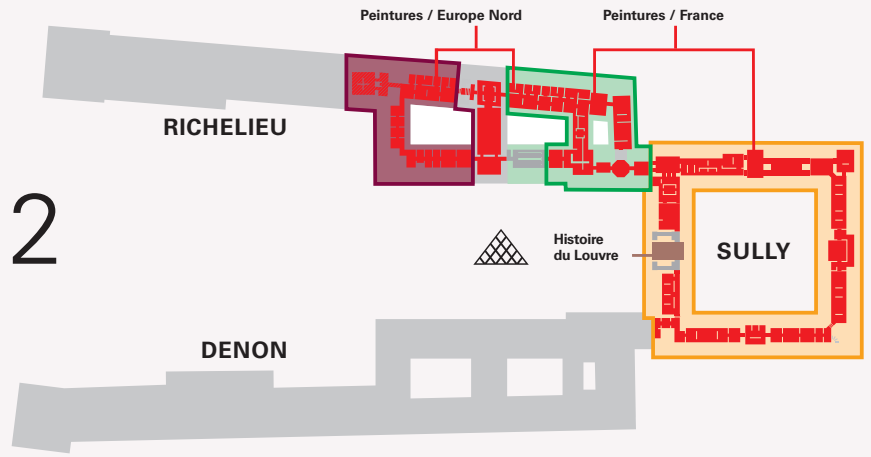 Peintures / Europe Nord
Peintures / France
RICHELIEU
2
Histoire
du Louvre
SULLY
DENON